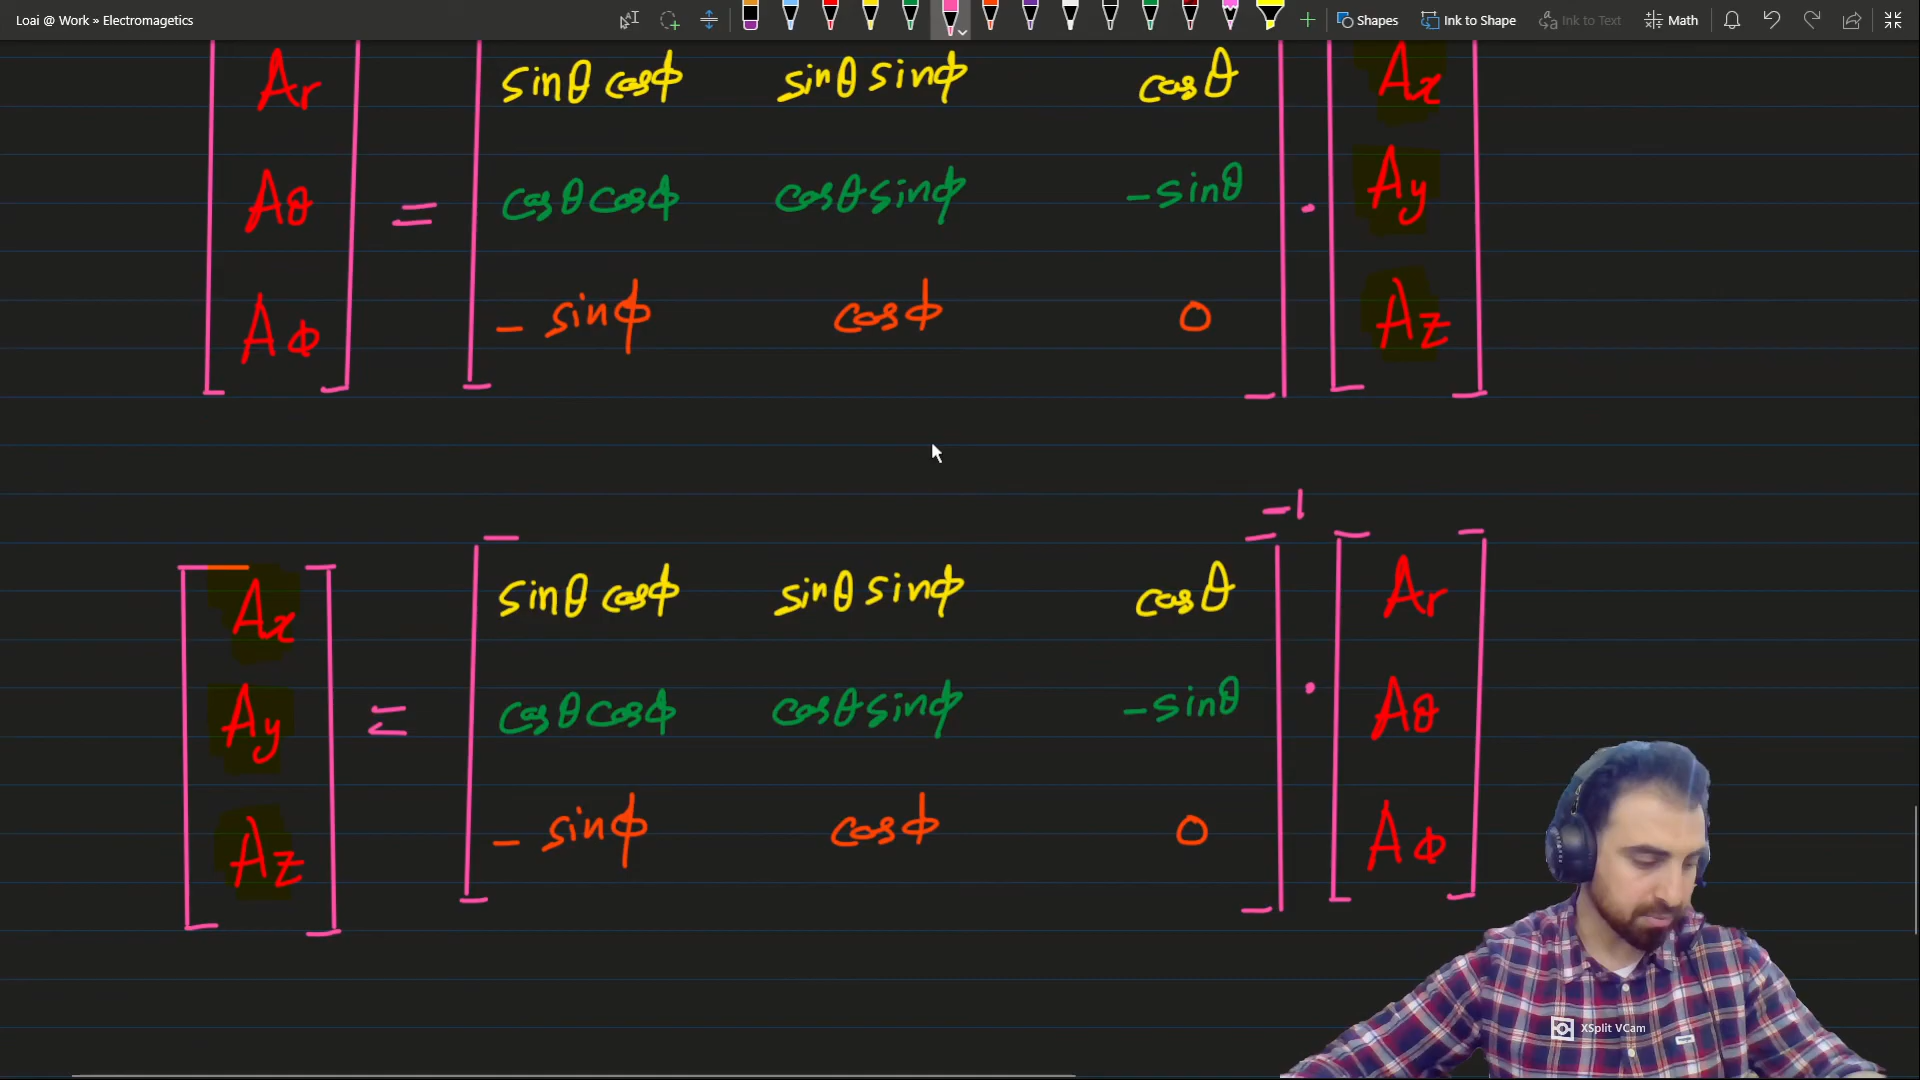 Loai @ Work » Electromagetics
Shapes Ink to Shape Ink to Text Math
Ar sinθ cosϕ sinθ sinϕ cosθ Ax
Aθ = cosθ cosϕ cosθ sinϕ -sinθ · Ay
Aϕ - sinϕ cosϕ 0 Az
-1
Ax sinθ cosϕ sinθ sinϕ cosθ Ar
Ay = cosθ cosϕ cosθ sinϕ -sinθ · Aθ
Az - sinϕ cosϕ 0 Aϕ
XSplit VCam